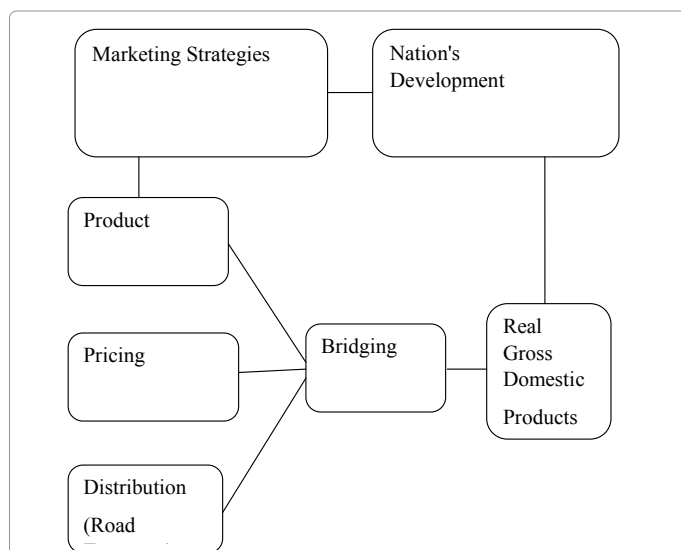 Marketing Strategies
Nation's
Development
Product
Pricing
Bridging
Real
Gross
Domestic
Products
Distribution
(Road